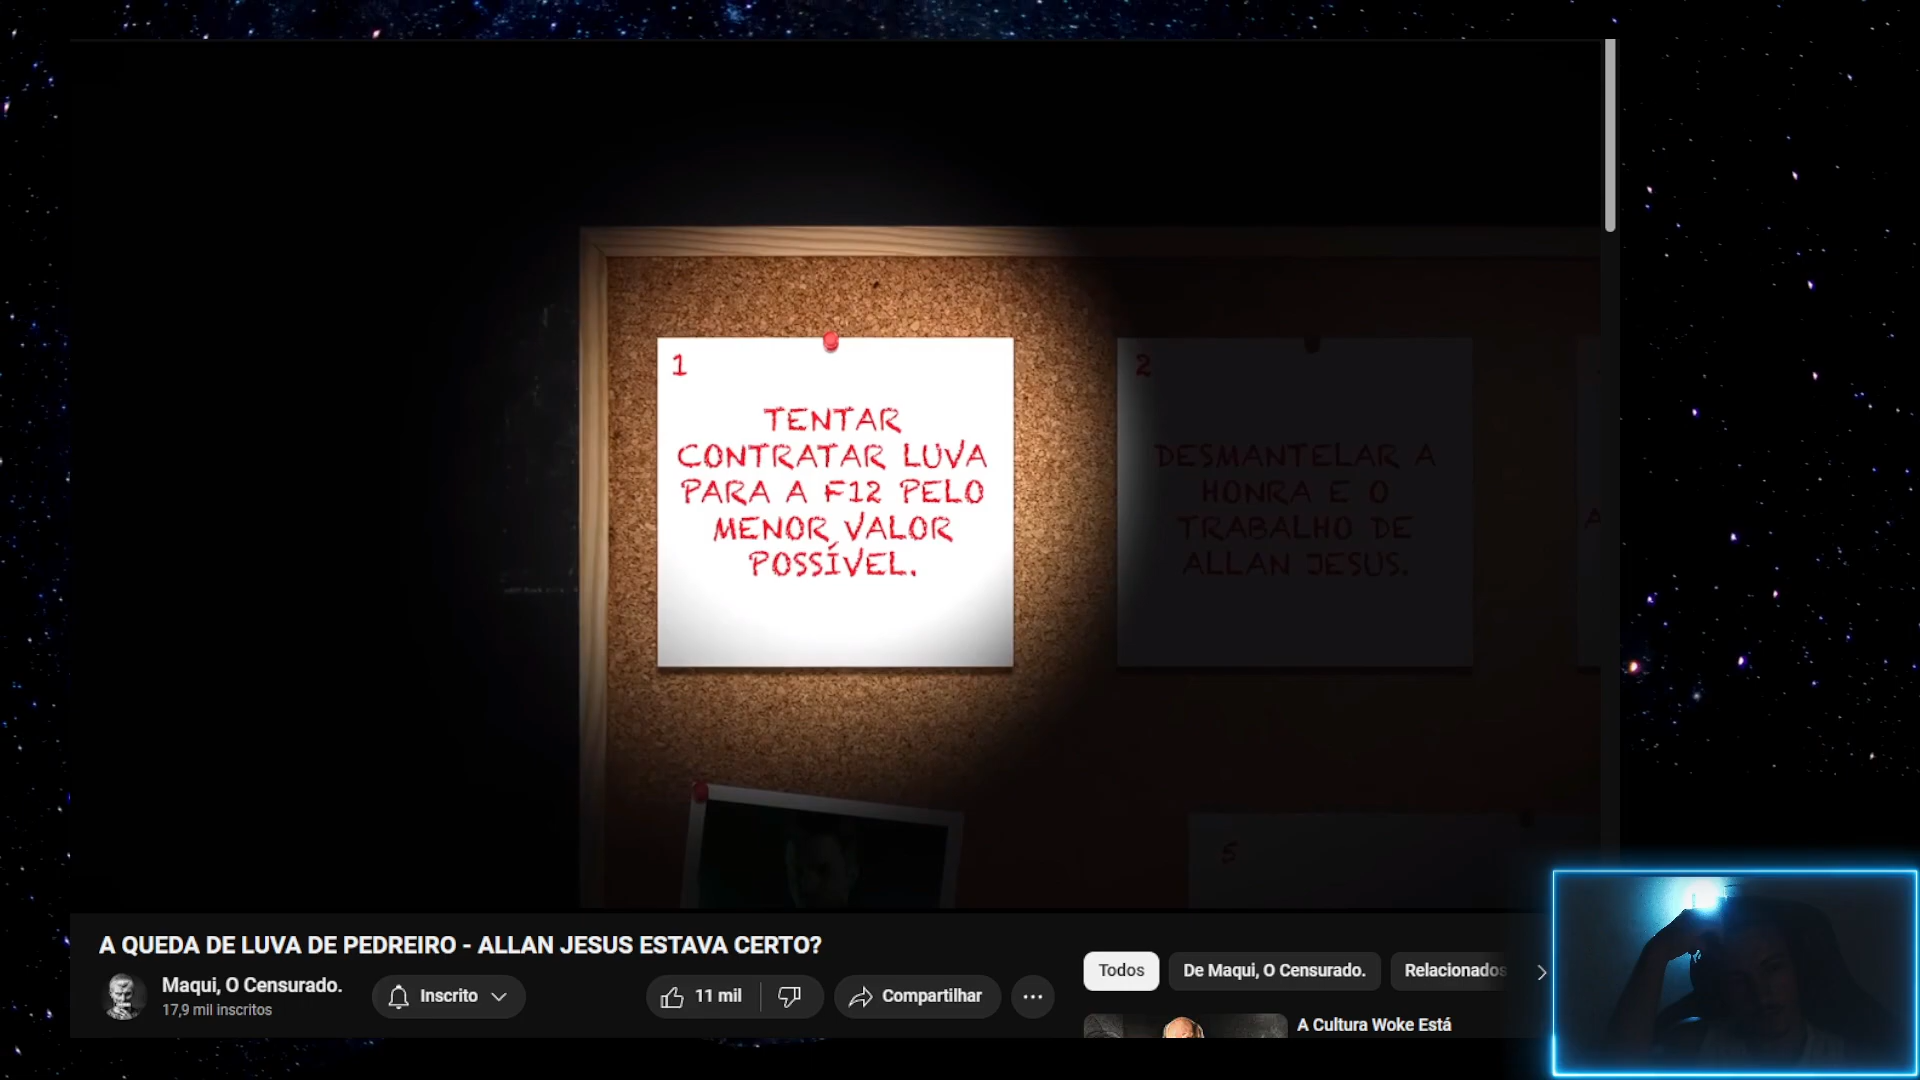 1
TENTAR
CONTRATAR LUVA
PARA A F12 PELO
MENOR VALOR
POSSÍVEL.
2
DESMANTELAR A
HONRA E O
TRABALHO DE
ALLAN JESUS.
A
5
A QUEDA DE LUVA DE PEDREIRO - ALLAN JESUS ESTAVA CERTO?
Maqui, O Censurado.
17,9 mil inscritos
Inscrito
11 mil
Compartilhar
Todos
De Maqui, O Censurado.
Relacionados
A Cultura Woke Está